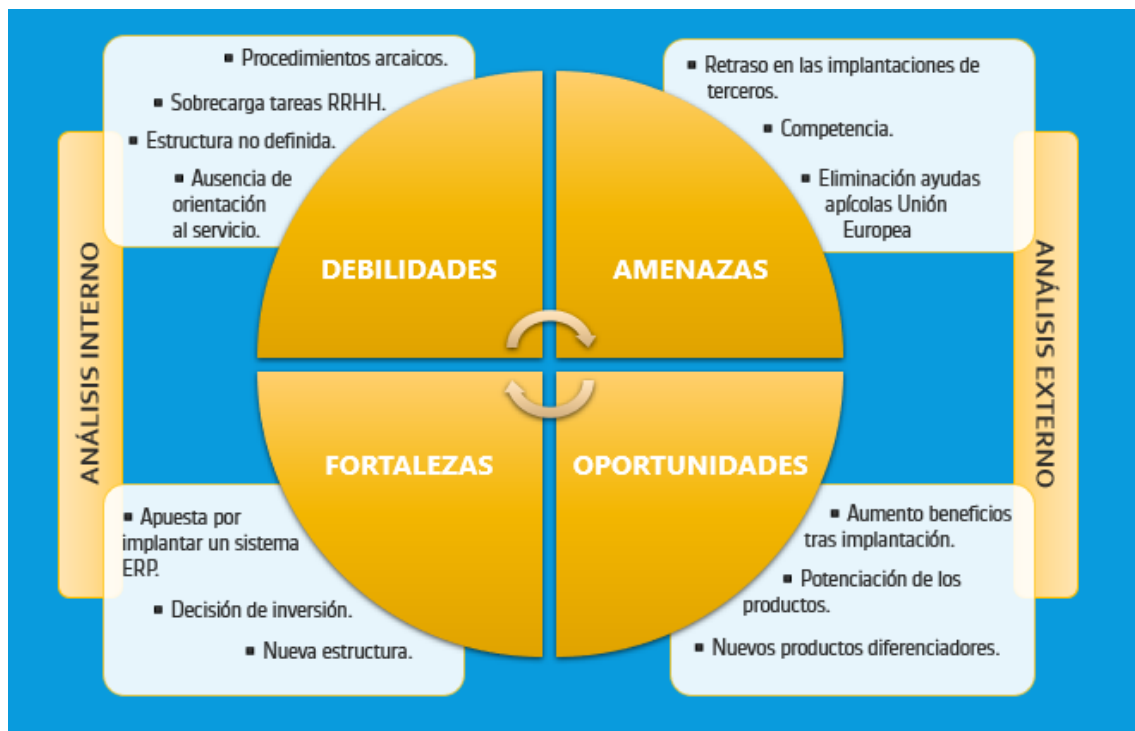 ▪ Procedimientos arcaicos.
▪ Sobrecarga tareas RRHH.
▪ Estructura no definida.
▪ Ausencia de
orientación
al servicio.
▪ Retraso en las implantaciones de
terceros.
▪ Competencia.
▪ Eliminación ayudas
apícolas Unión
Europea
ANÁLISIS INTERNO
DEBILIDADES
AMENAZAS
ANÁLISIS EXTERNO
FORTALEZAS
OPORTUNIDADES
▪ Apuesta por
implantar un sistema
ERP.
▪ Decisión de inversión.
▪ Nueva estructura.
▪ Aumento beneficios
tras implantación.
▪ Potenciación de los
productos.
▪ Nuevos productos diferenciadores.